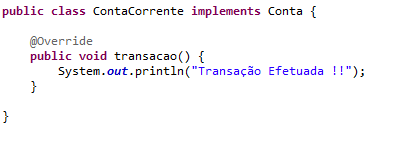 public class ContaCorrente implements Conta {
@Override
public void transacao() {
System.out.println("Transação Efetuada !!");
}
}